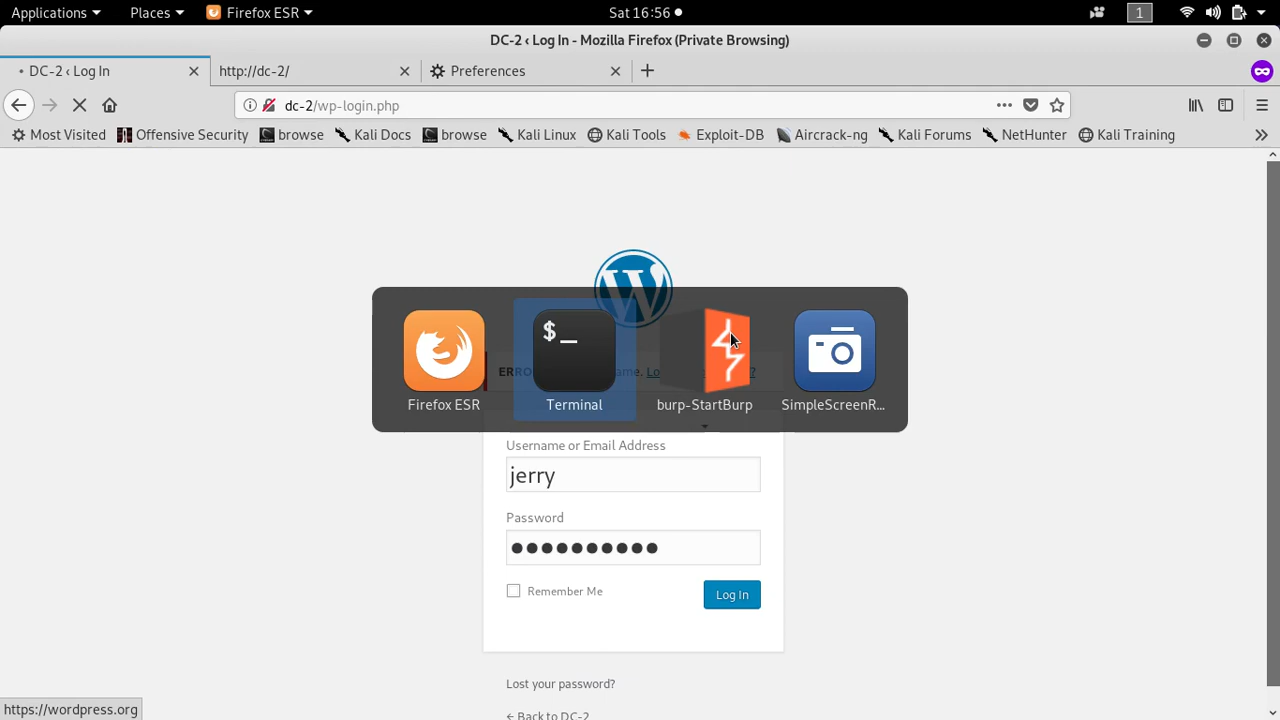 Applications Places Firefox ESR Sat 16:56 1
DC-2 ‹ Log In - Mozilla Firefox (Private Browsing)
DC-2 ‹ Log In http://dc-2/ Preferences
dc-2/wp-login.php
Most Visited Offensive Security browse Kali Docs browse Kali Linux Kali Tools Exploit-DB Aircrack-ng Kali Forums NetHunter Kali Training
$_
ERRO me. Lo ?
Firefox ESR Terminal burp-StartBurp SimpleScreenR...
Username or Email Address
jerry
Password
Remember Me Log In
Lost your password?
← Back to DC-2
https://wordpress.org